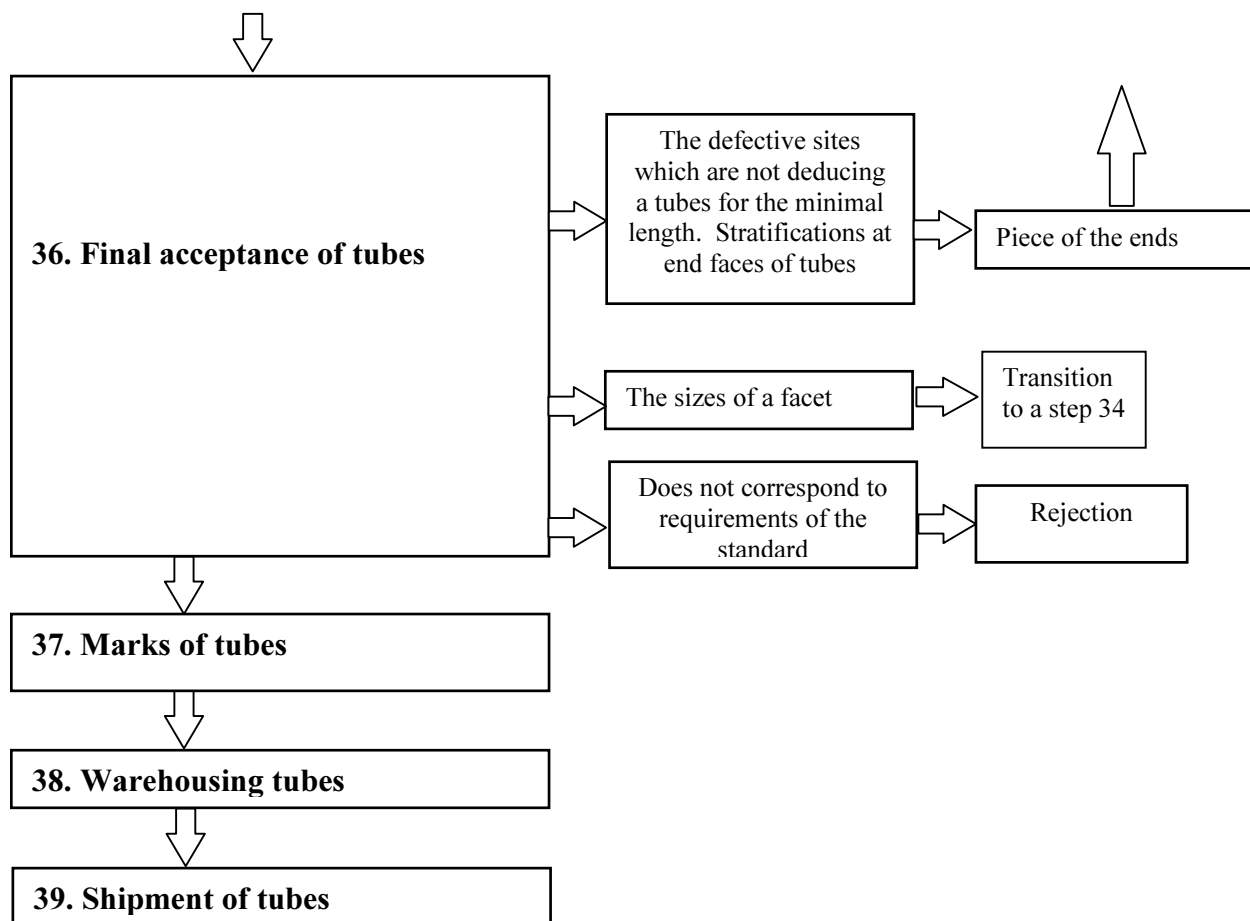 The defective sites
which are not deducing
a tubes for the minimal
length. Stratifications at
end faces of tubes
Piece of the ends
36. Final acceptance of tubes
The sizes of a facet
Transition
to a step 34
Does not correspond to
requirements of the
standard
Rejection
37. Marks of tubes
38. Warehousing tubes
39. Shipment of tubes